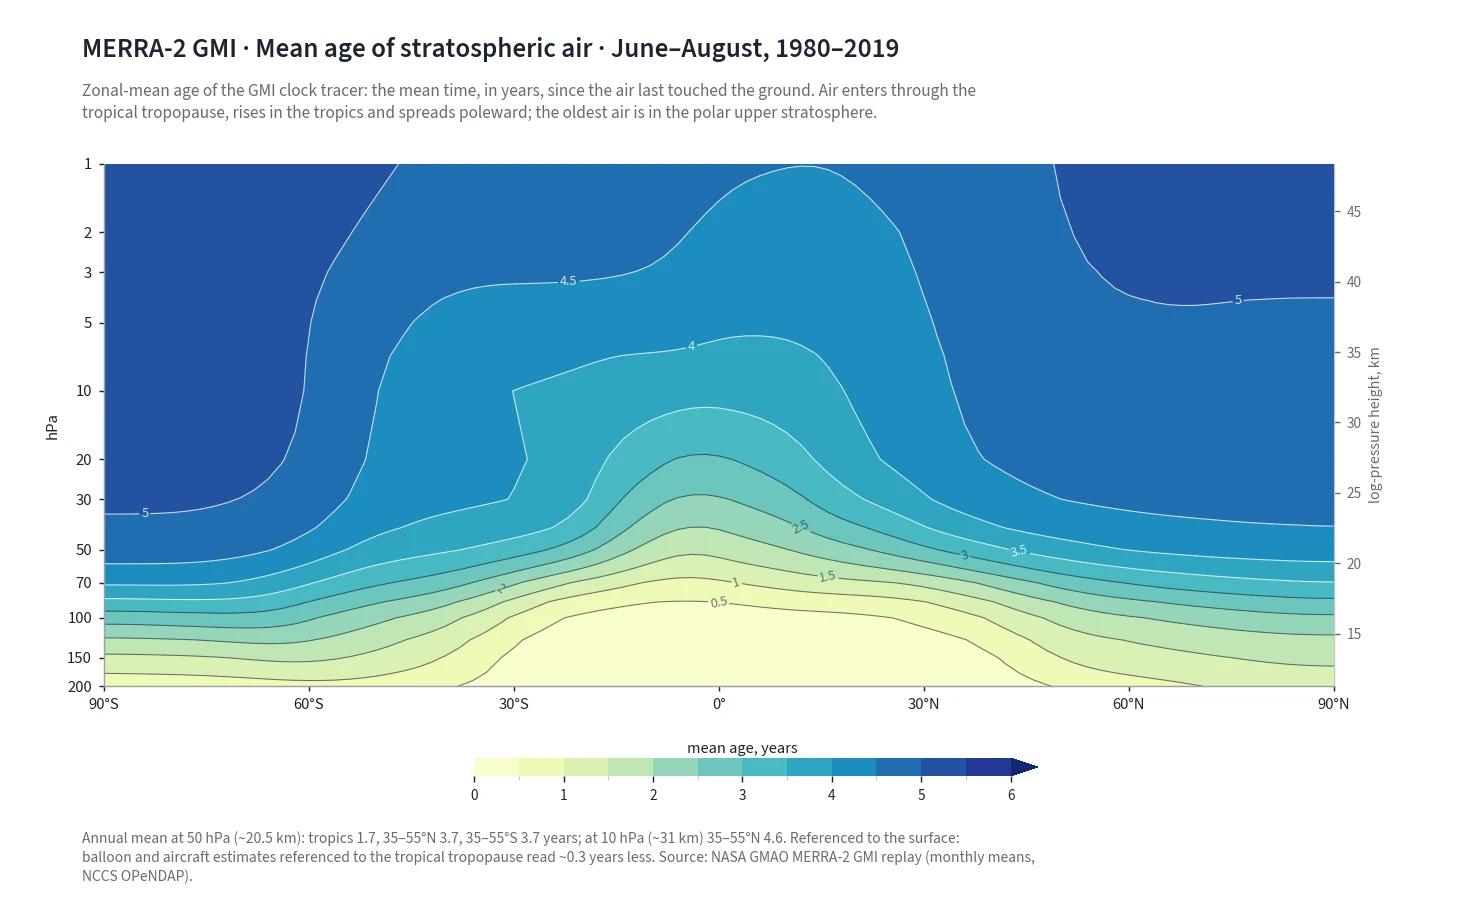 MERRA-2 GMI · Mean age of stratospheric air · June–August, 1980–2019
Zonal-mean age of the GMI clock tracer: the mean time, in years, since the air last touched the ground. Air enters through the
tropical tropopause, rises in the tropics and spreads poleward; the oldest air is in the polar upper stratosphere.
1
2
3
5
10
20
30
50
70
100
150
200
hPa
45
40
35
30
25
20
15
log-pressure height, km
4.5
5
4
5
2.5
3
3.5
2
1
1.5
0.5
90°S
60°S
30°S
0°
30°N
60°N
90°N
mean age, years
0
1
2
3
4
5
6
Annual mean at 50 hPa (~20.5 km): tropics 1.7, 35–55°N 3.7, 35–55°S 3.7 years; at 10 hPa (~31 km) 35–55°N 4.6. Referenced to the surface:
balloon and aircraft estimates referenced to the tropical tropopause read ~0.3 years less. Source: NASA GMAO MERRA-2 GMI replay (monthly means,
NCCS OPeNDAP).